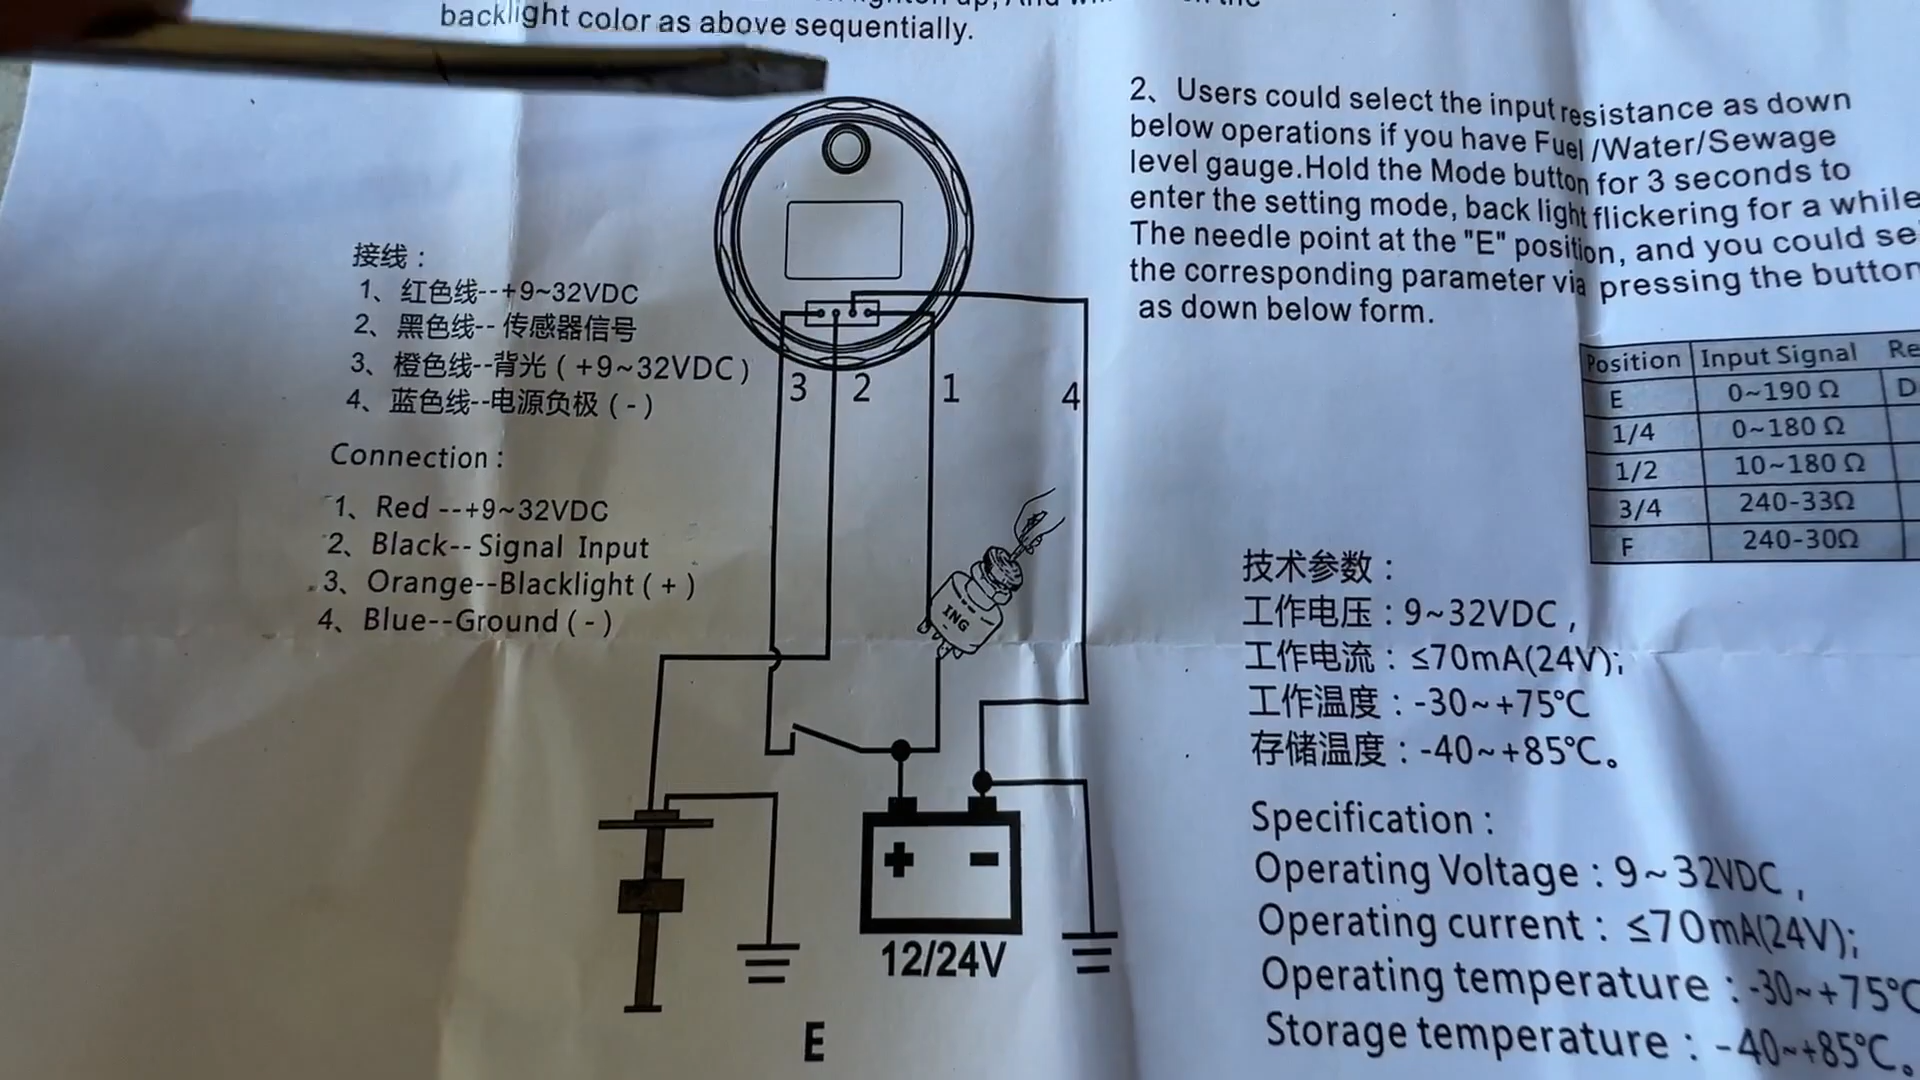 backlight color as above sequentially.
接线：
1、红色线--+9~32VDC
2、黑色线-- 传感器信号
3、橙色线--背光（+9~32VDC）
4、蓝色线--电源负极（-）
Connection :
1、Red --+9~32VDC
2、Black-- Signal Input
3、Orange--Blacklight ( + )
4、Blue--Ground ( - )
3 2 1 4
ING
+ -
12/24V
E
2、Users could select the input resistance as down
below operations if you have Fuel /Water/Sewage
level gauge.Hold the Mode button for 3 seconds to
enter the setting mode, back light flickering for a while
The needle point at the "E" position, and you could se
the corresponding parameter via pressing the button
as down below form.
Position Input Signal Re
E 0~190 Ω D
1/4 0~180 Ω
1/2 10~180 Ω
3/4 240-33Ω
F 240-30Ω
技术参数：
工作电压：9~32VDC ,
工作电流：≤70mA(24V);
工作温度：-30~+75℃
存储温度：-40~+85℃。
Specification :
Operating Voltage : 9~32VDC ,
Operating current : ≤70mA(24V);
Operating temperature : -30~+75℃
Storage temperature : -40~+85℃。